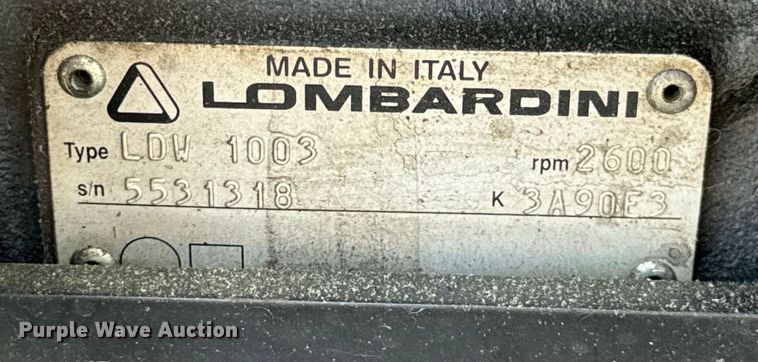 MADE IN ITALY
LOMBARDINI
Type LDW 1003 rpm 2600
s/n 5531318 K 3A90E3
Purple Wave Auction